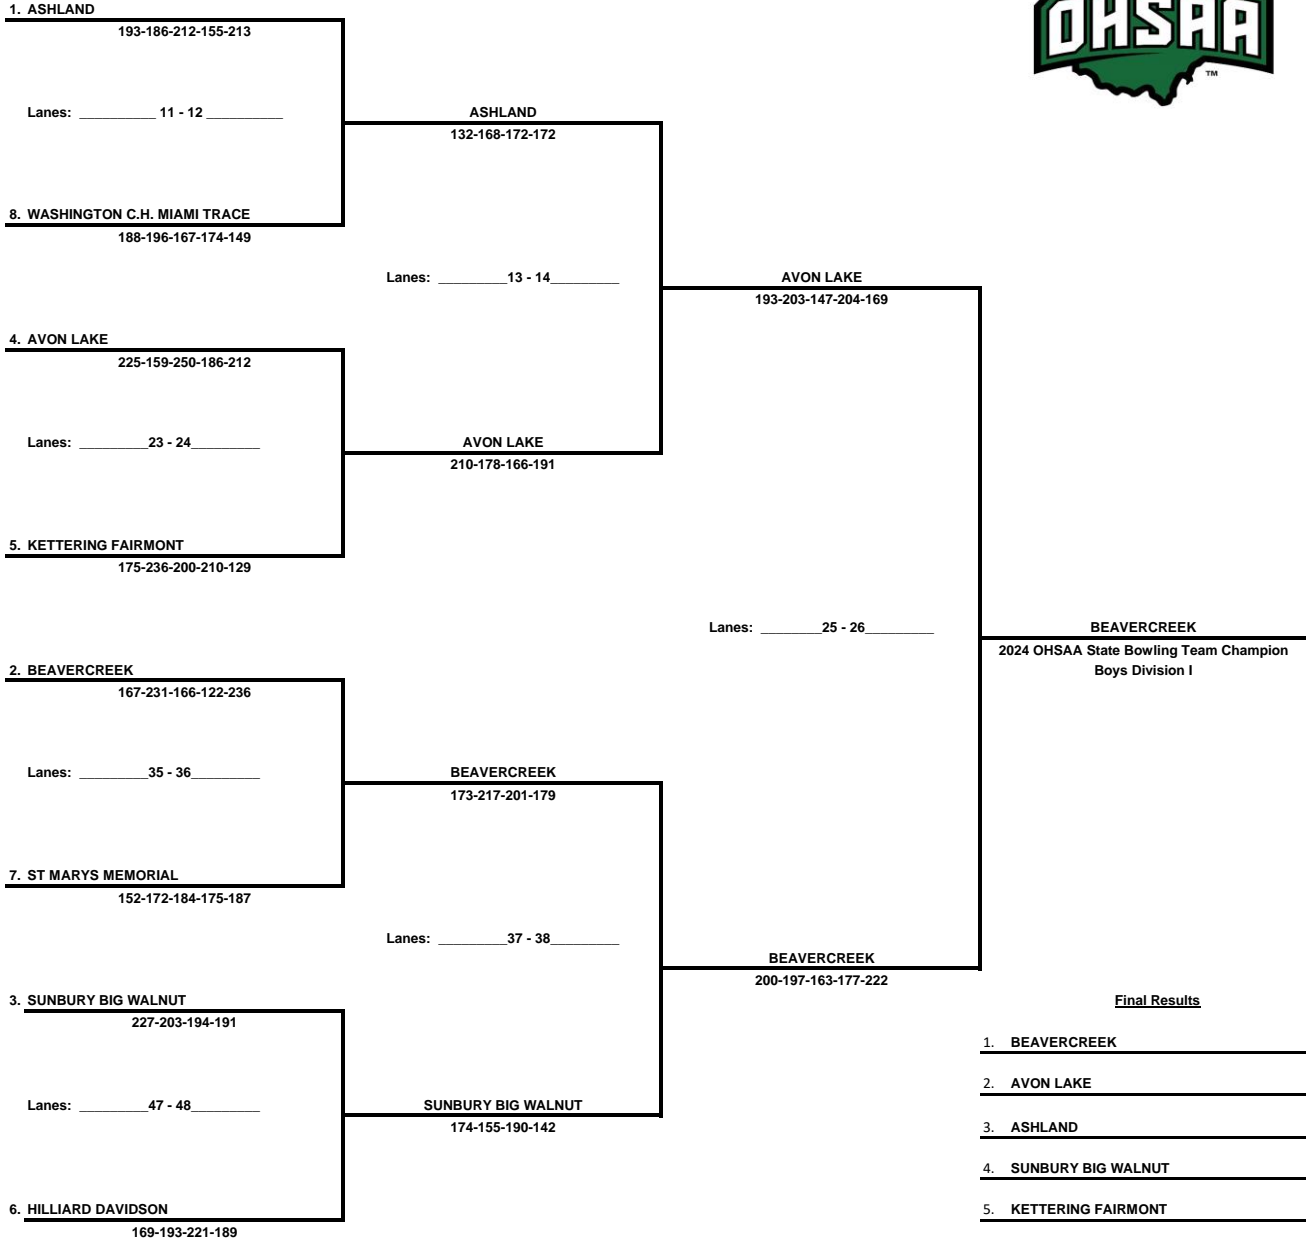 OHSAA
TM
1. ASHLAND
193-186-212-155-213
Lanes: __________ 11 - 12 __________
8. WASHINGTON C.H. MIAMI TRACE
188-196-167-174-149
4. AVON LAKE
225-159-250-186-212
Lanes: _________23 - 24_________
5. KETTERING FAIRMONT
175-236-200-210-129
2. BEAVERCREEK
167-231-166-122-236
Lanes: _________35 - 36_________
7. ST MARYS MEMORIAL
152-172-184-175-187
3. SUNBURY BIG WALNUT
227-203-194-191
Lanes: _________47 - 48_________
6. HILLIARD DAVIDSON
169-193-221-189
ASHLAND
132-168-172-172
Lanes: _________13 - 14_________
AVON LAKE
210-178-166-191
BEAVERCREEK
173-217-201-179
Lanes: _________37 - 38_________
SUNBURY BIG WALNUT
174-155-190-142
AVON LAKE
193-203-147-204-169
Lanes: ________25 - 26_________
BEAVERCREEK
200-197-163-177-222
BEAVERCREEK
2024 OHSAA State Bowling Team Champion
Boys Division I
Final Results
1. BEAVERCREEK
2. AVON LAKE
3. ASHLAND
4. SUNBURY BIG WALNUT
5. KETTERING FAIRMONT